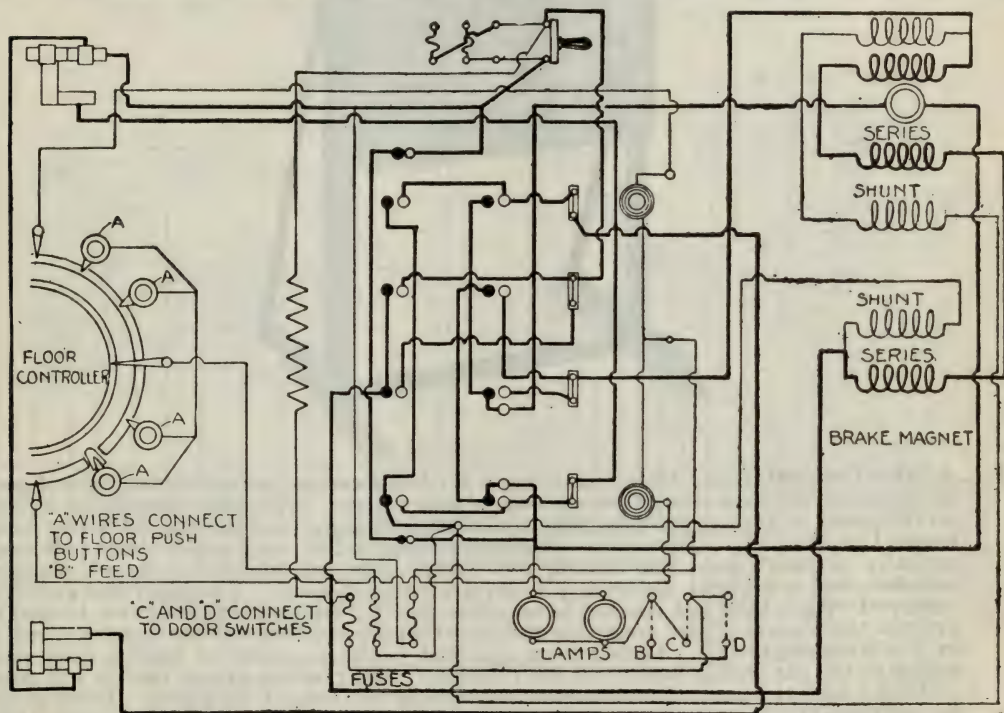 SERIES
SHUNT
A
A
A
A
FLOOR
CONTROLLER
SHUNT
SERIES
BRAKE MAGNET
"A" WIRES CONNECT
TO FLOOR PUSH
BUTTONS
"B" FEED
"C" AND "D" CONNECT
TO DOOR SWITCHES
FUSES
LAMPS
B
C
D